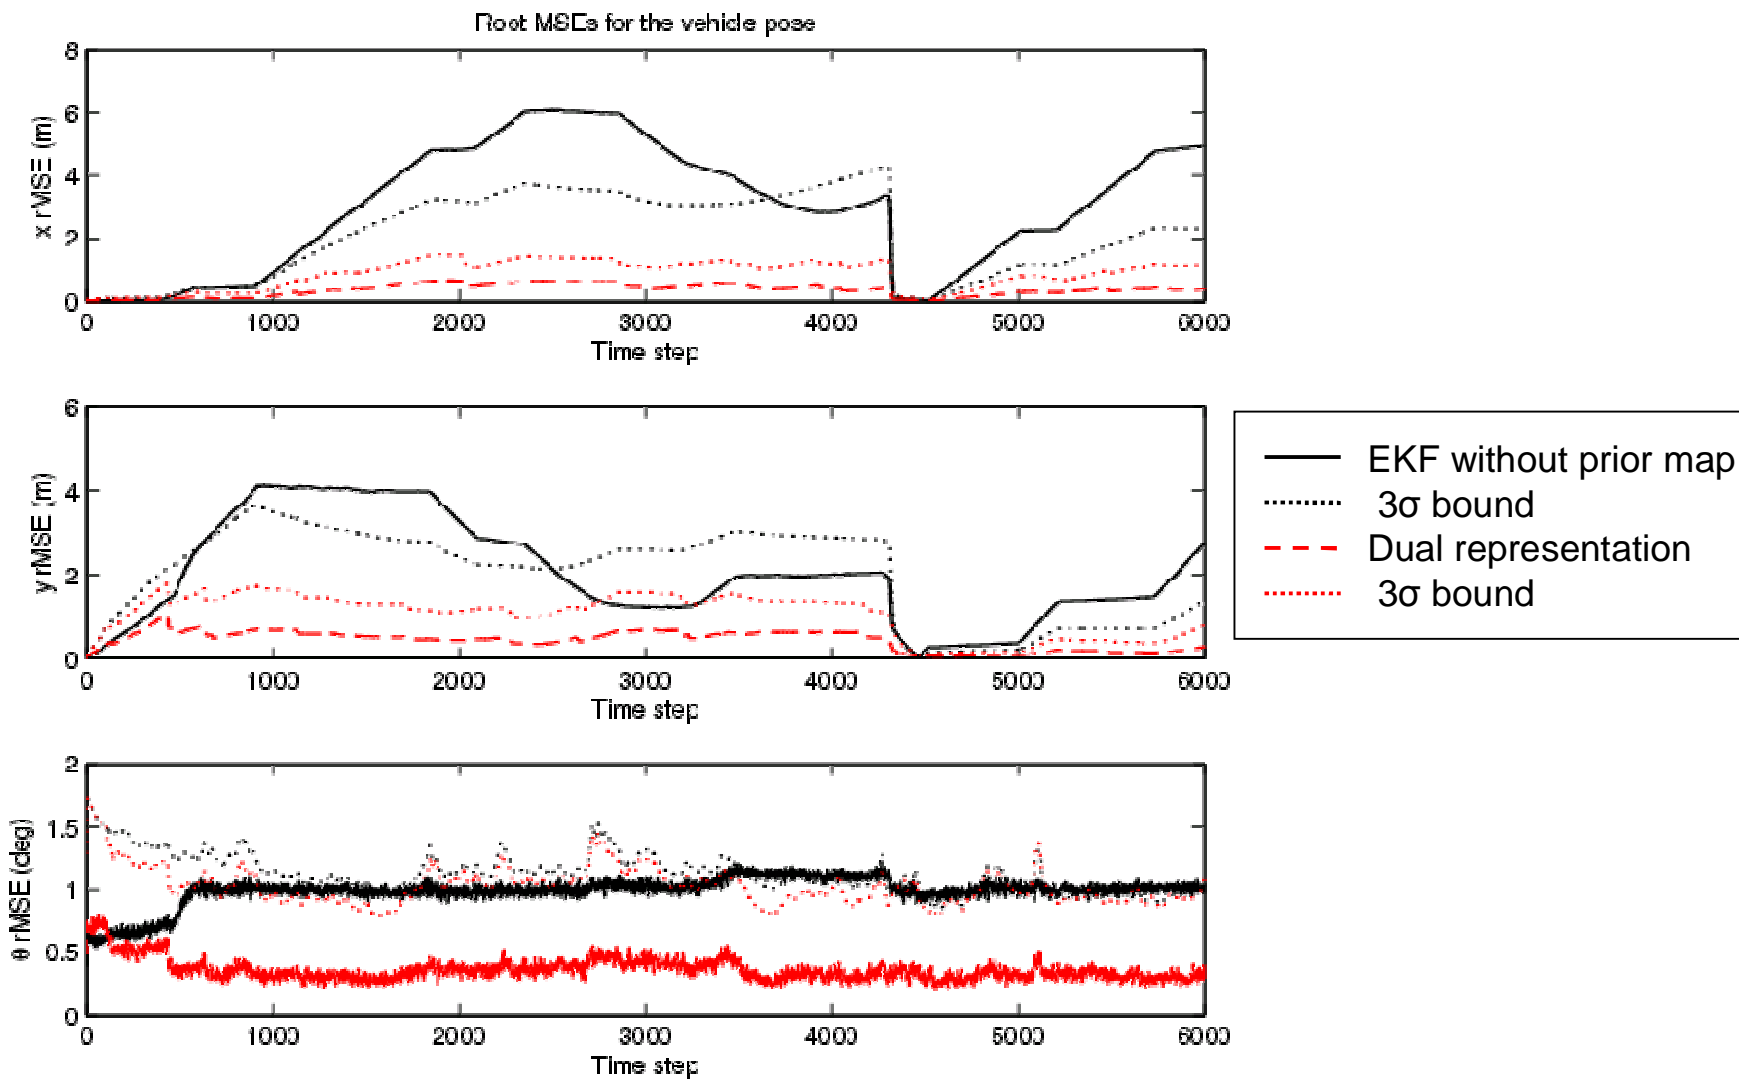 Root MSEs for the vehicle pose
8
6
4
2
0
x rMSE (m)
0 1000 2000 3000 4000 5000 6000
Time step
6
4
2
0
y rMSE (m)
0 1000 2000 3000 4000 5000 6000
Time step
EKF without prior map
3σ bound
Dual representation
3σ bound
2
1.5
1
0.5
0
θ rMSE (deg)
0 1000 2000 3000 4000 5000 6000
Time step